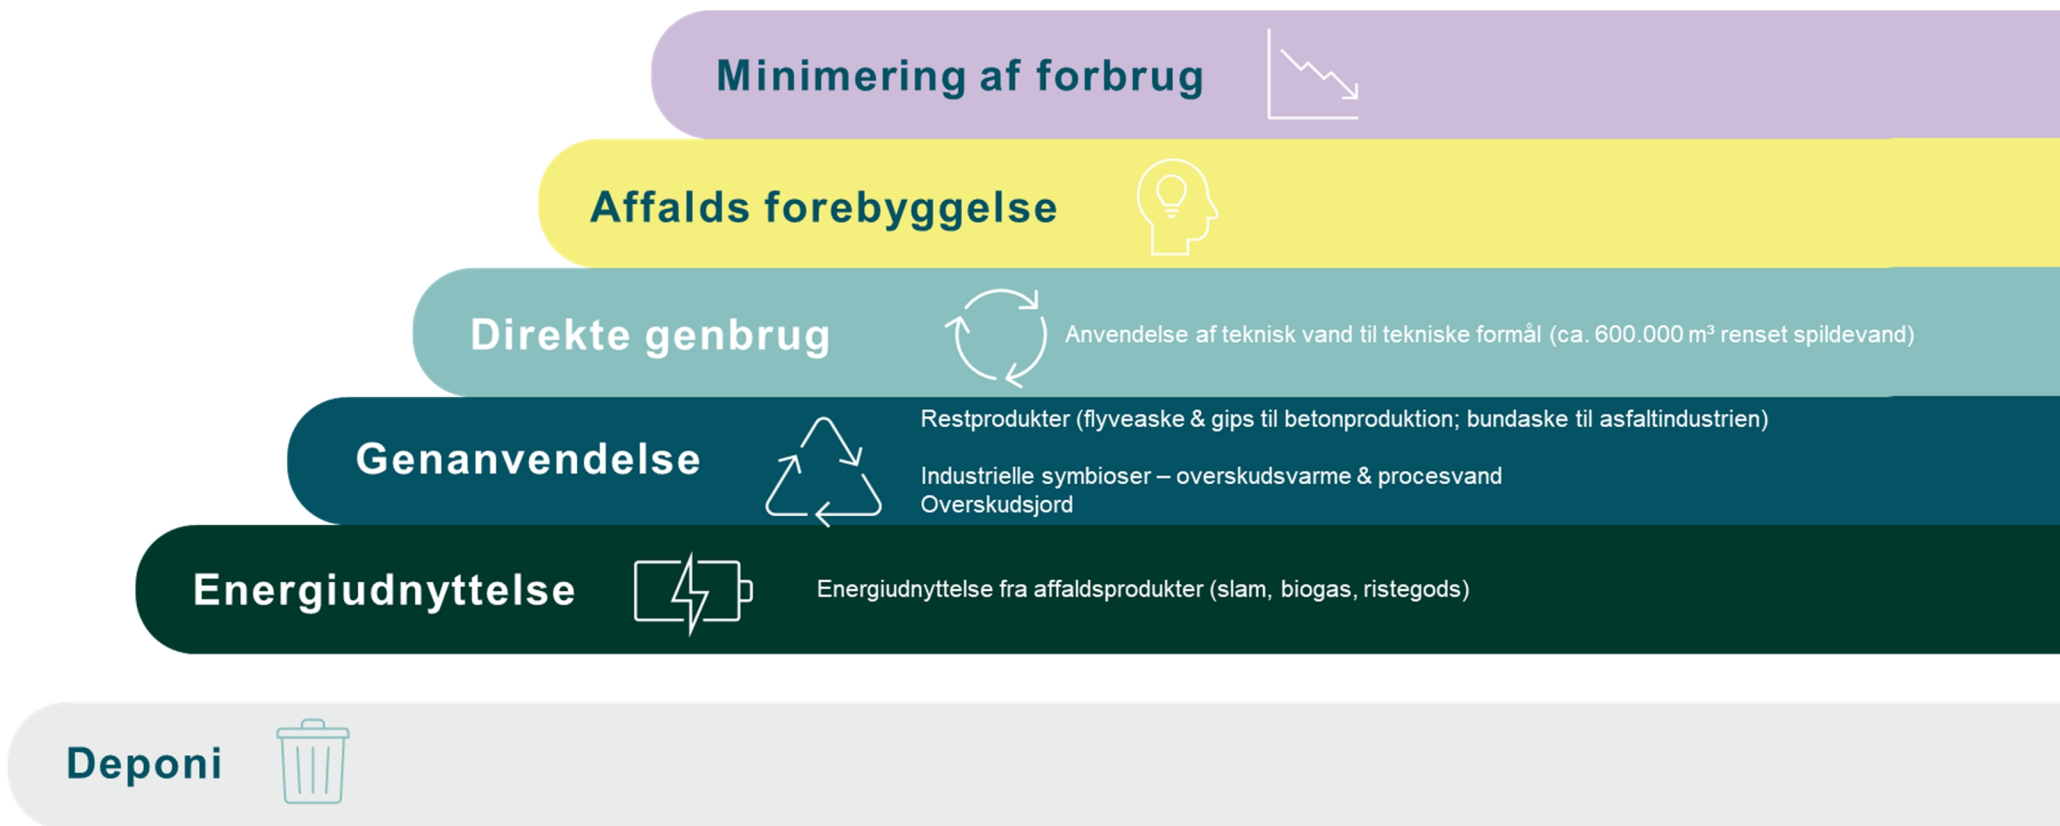 Minimering af forbrug
Affalds forebyggelse
Direkte genbrug
Anvendelse af teknisk vand til tekniske formål (ca. 600.000 m³ renset spildevand)
Genanvendelse
Restprodukter (flyveaske & gips til betonproduktion; bundaske til asfaltindustrien)
Industrielle symbioser – overskudsvarme & procesvand
Overskudsjord
Energiudnyttelse
Energiudnyttelse fra affaldsprodukter (slam, biogas, ristegods)
Deponi